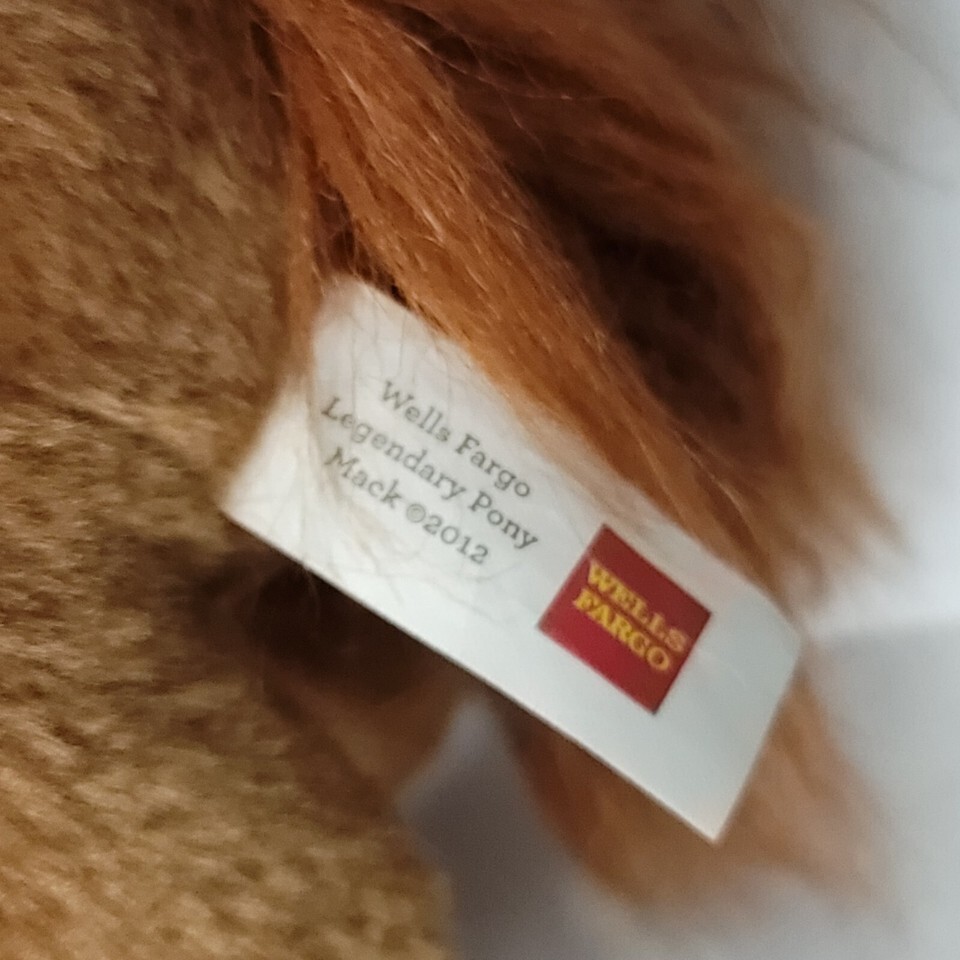 Wells Fargo
Legendary Pony
Mack ©2012
WELLS
FARGO